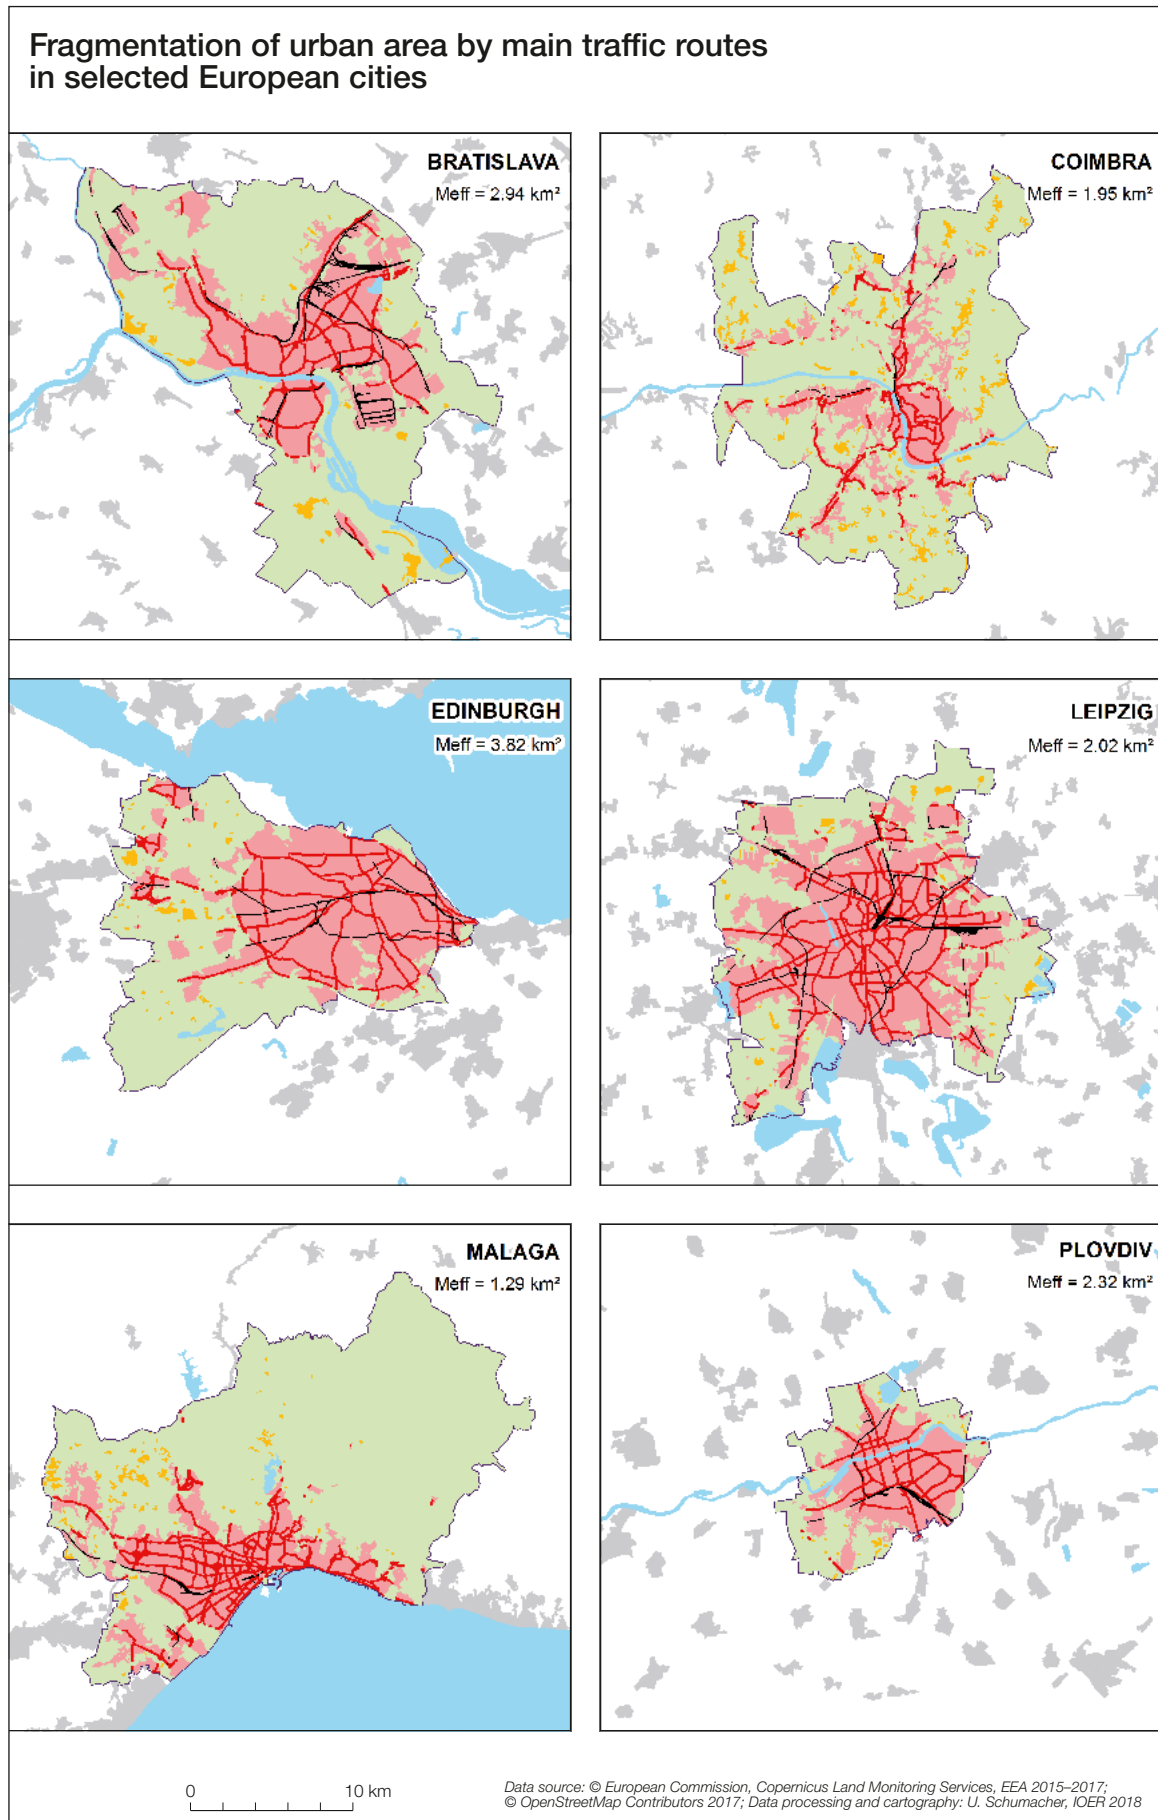 Fragmentation of urban area by main traffic routes
in selected European cities
BRATISLAVA
Meff = 2.94 km²
COIMBRA
Meff = 1.95 km²
EDINBURGH
Meff = 3.82 km²
LEIPZIG
Meff = 2.02 km²
MALAGA
Meff = 1.29 km²
PLOVDIV
Meff = 2.32 km²
0 10 km
Data source: © European Commission, Copernicus Land Monitoring Services, EEA 2015–2017;
© OpenStreetMap Contributors 2017; Data processing and cartography: U. Schumacher, IOER 2018